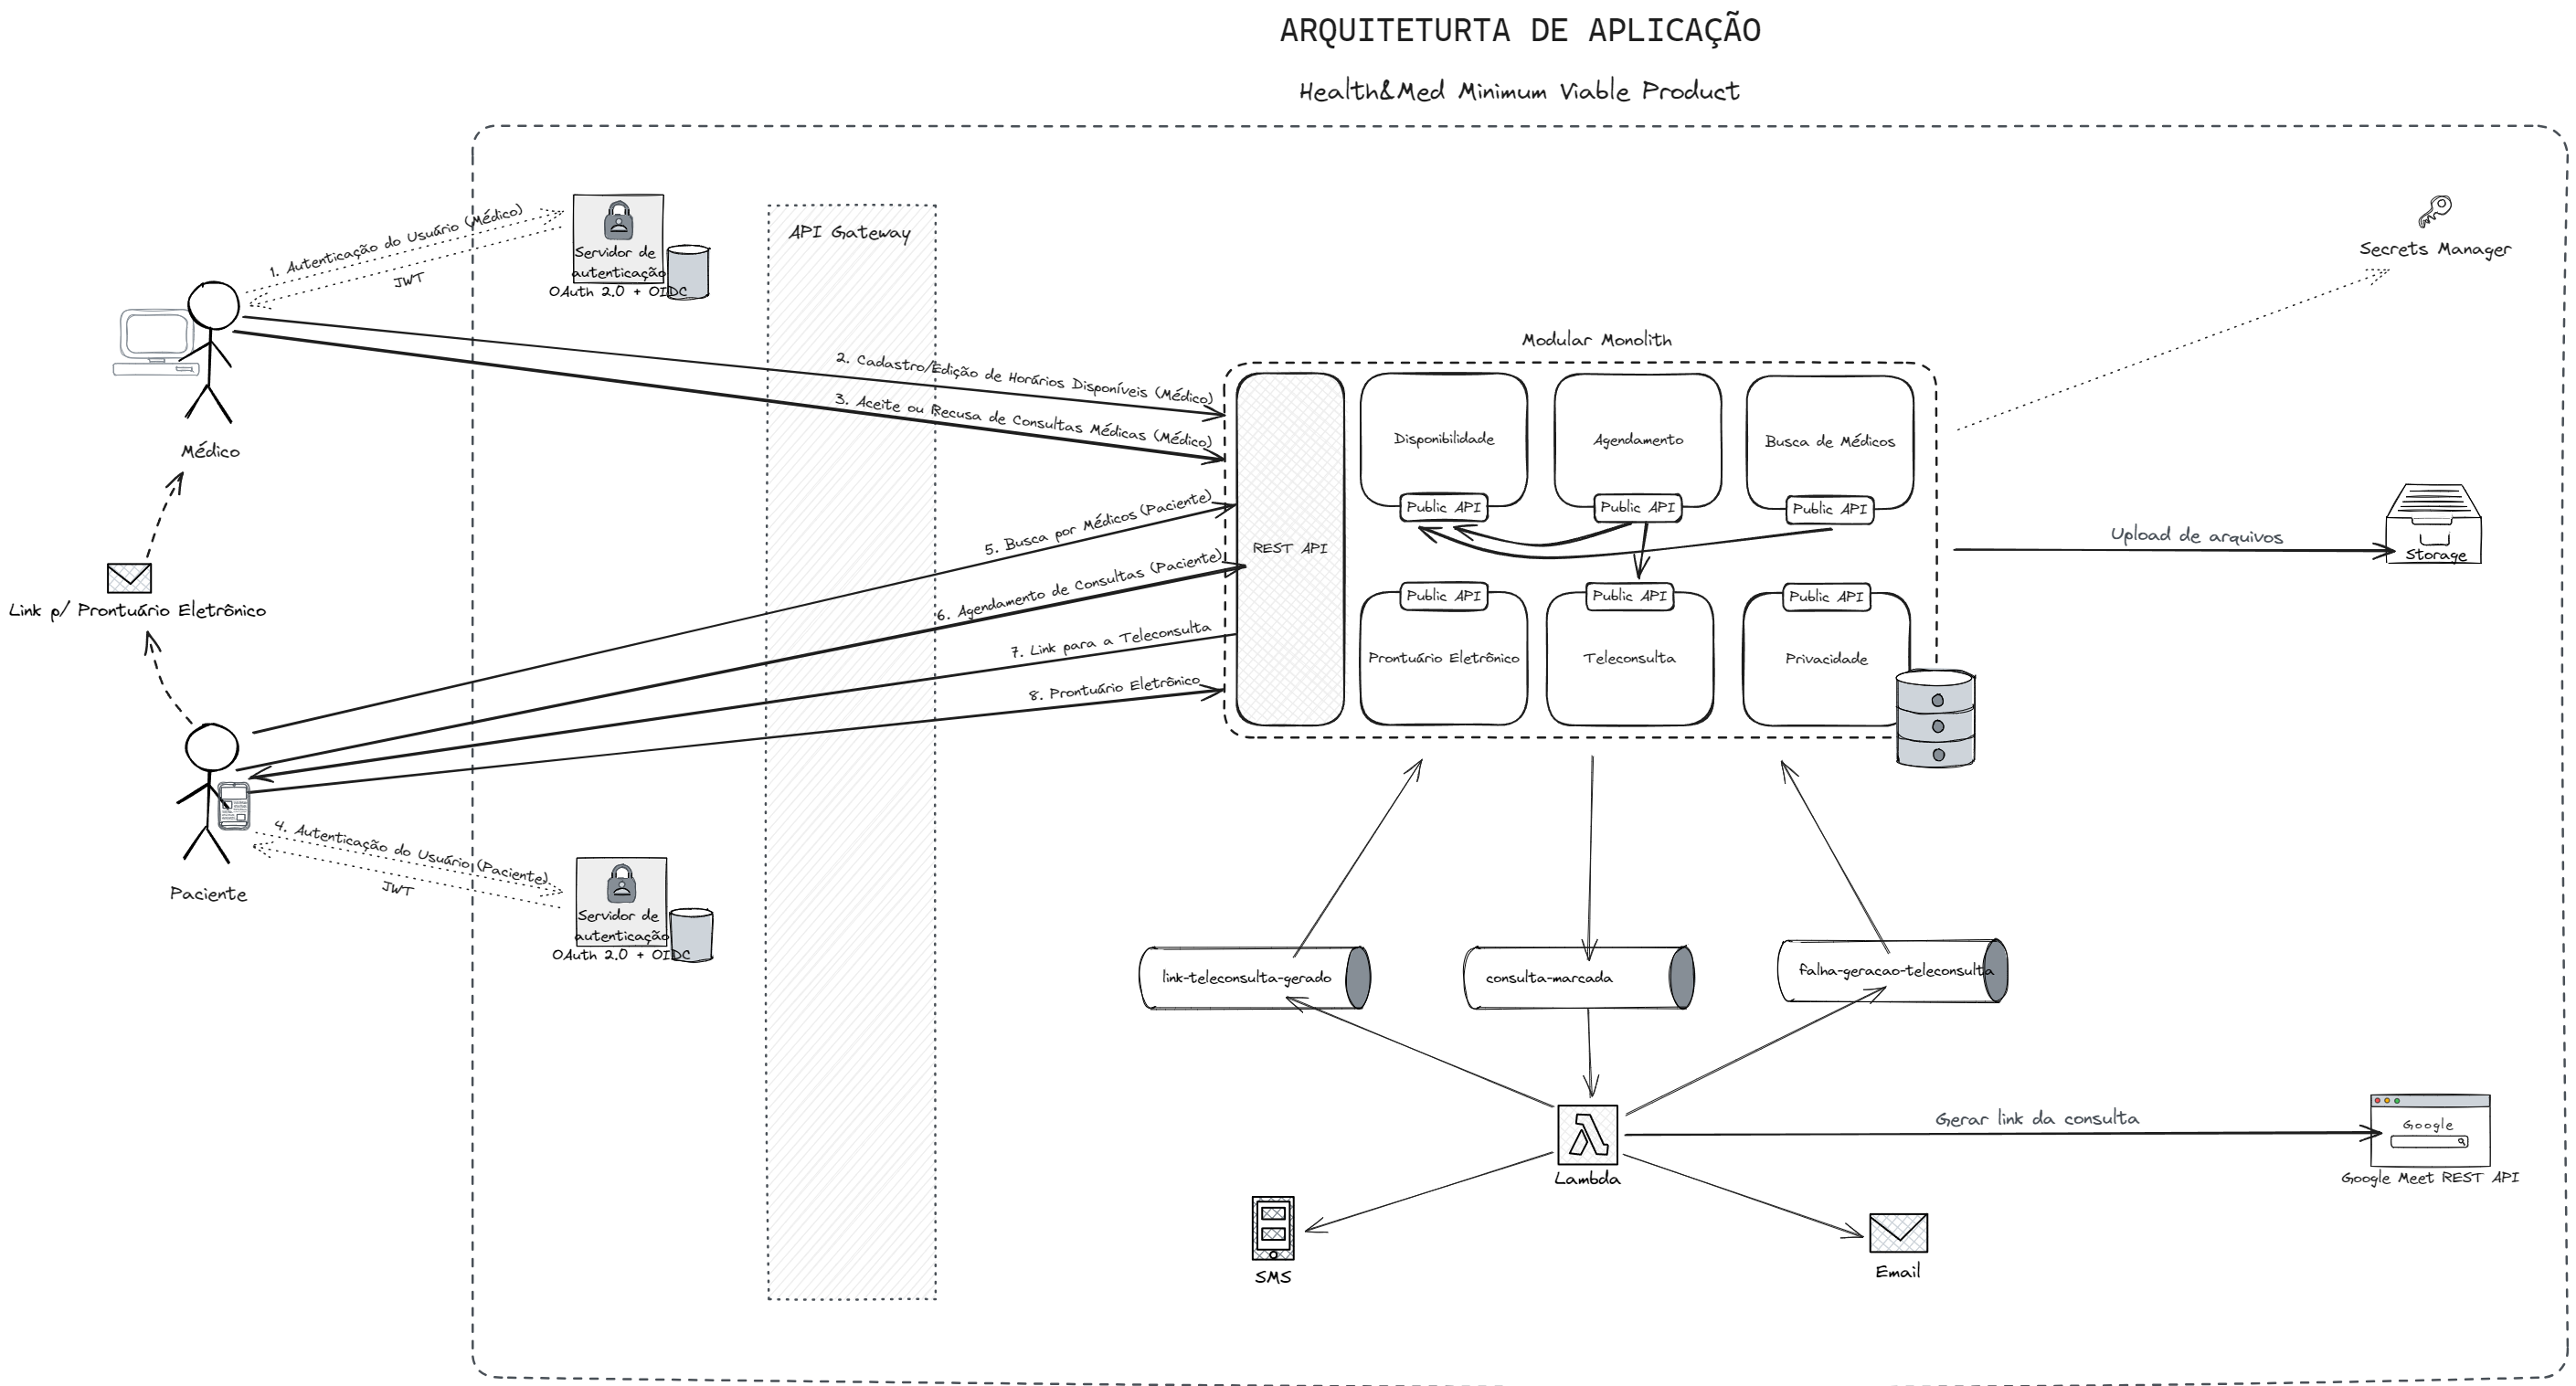 ARQUITETURTA DE APLICAÇÃO
Health&Med Minimum Viable Product
1. Autenticação do Usuário (Médico)
JWT
Servidor de
autenticação
OAuth 2.0 + OIDC
API Gateway
Secrets Manager
Médico
2. Cadastro/Edição de Horários Disponíveis (Médico)
3. Aceite ou Recusa de Consultas Médicas (Médico)
Modular Monolith
Disponibilidade
Agendamento
Busca de Médicos
Public API
Public API
Public API
REST API
Upload de arquivos
Storage
Link p/ Prontuário Eletrônico
5. Busca por Médicos (Paciente)
6. Agendamento de Consultas (Paciente)
7. Link para a Teleconsulta
8. Prontuário Eletrônico
Public API
Public API
Public API
Prontuário Eletrônico
Teleconsulta
Privacidade
4. Autenticação do Usuário (Paciente)
JWT
Paciente
Servidor de
autenticação
OAuth 2.0 + OIDC
link-teleconsulta-gerado
consulta-marcada
falha-geracao-teleconsulta
Gerar link da consulta
Google
Google Meet REST API
Lambda
SMS
Email